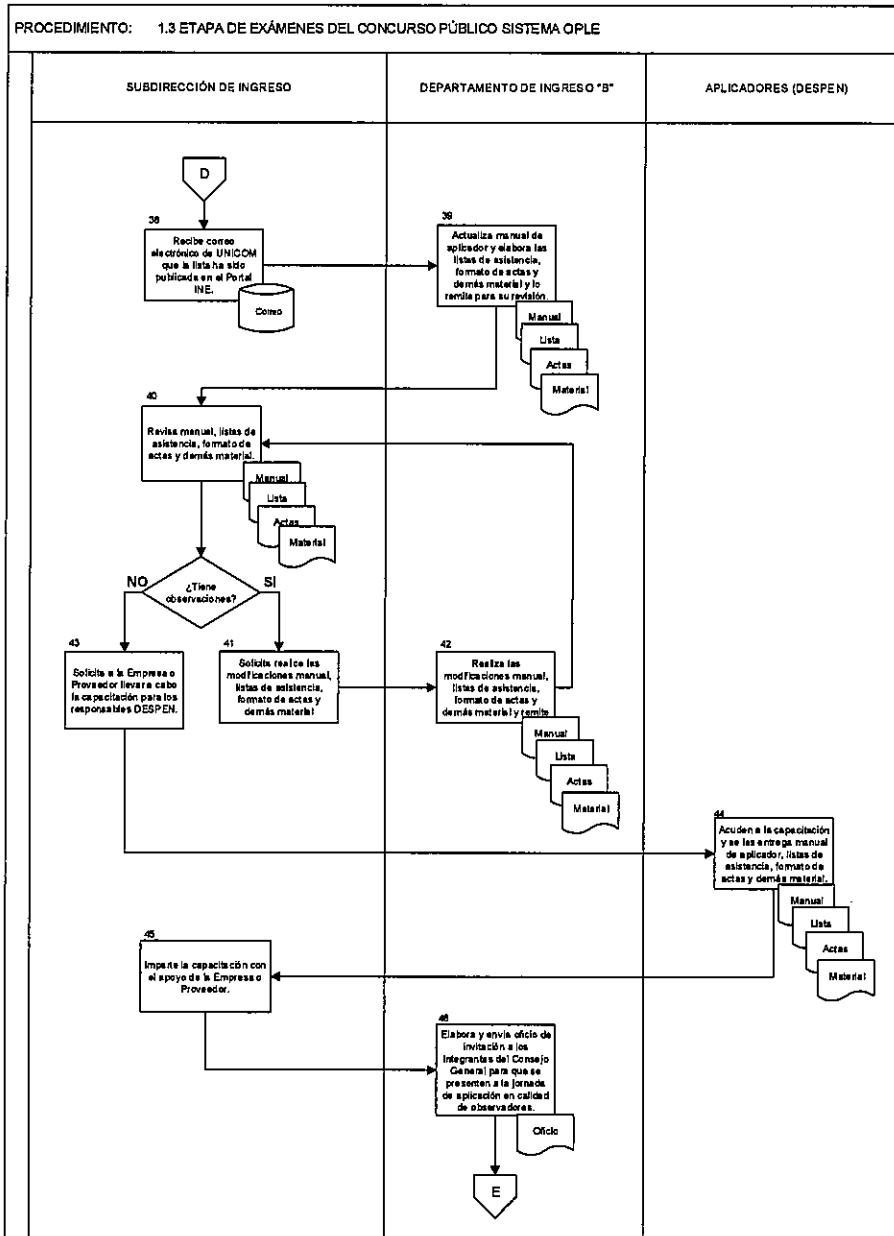 PROCEDIMIENTO: 1.3 ETAPA DE EXÁMENES DEL CONCURSO PÚBLICO SISTEMA OPLE
SUBDIRECCIÓN DE INGRESO
DEPARTAMENTO DE INGRESO "B"
APLICADORES (DESPEN)
D
38
Recibe correo
electrónico de UNICOM
que la lista ha sido
publicada en el Portal
INE.
Correo
39
Actualiza manual de
aplicador y elabora las
listas de asistencia,
formato de actas y
demás material y lo
remite para su revisión.
Manual
Lista
Actas
Material
40
Revisa manual, listas de
asistencia, formato de
actas y demás material.
Manual
Lista
Actas
Material
¿Tiene
observaciones?
NO
SI
43
Solicita a la Empresa o
Proveedor llevar a cabo
la capacitación para los
responsables DESPEN.
41
Solicita realice las
modificaciones manual,
listas de asistencia,
formato de actas y
demás material
42
Realiza las
modificaciones manual,
listas de asistencia,
formato de actas y
demás material y remite
Manual
Lista
Actas
Material
44
Acuden a la capacitación
y se les entrega manual
de aplicador, listas de
asistencia, formato de
actas y demás material.
Manual
Lista
Actas
Material
45
Imparte la capacitación con
el apoyo de la Empresa o
Proveedor.
46
Elabora y envía oficio de
invitación a los
Integrantes del Consejo
General para que se
presenten a la jornada
de aplicación en calidad
de observadores.
Oficio
E